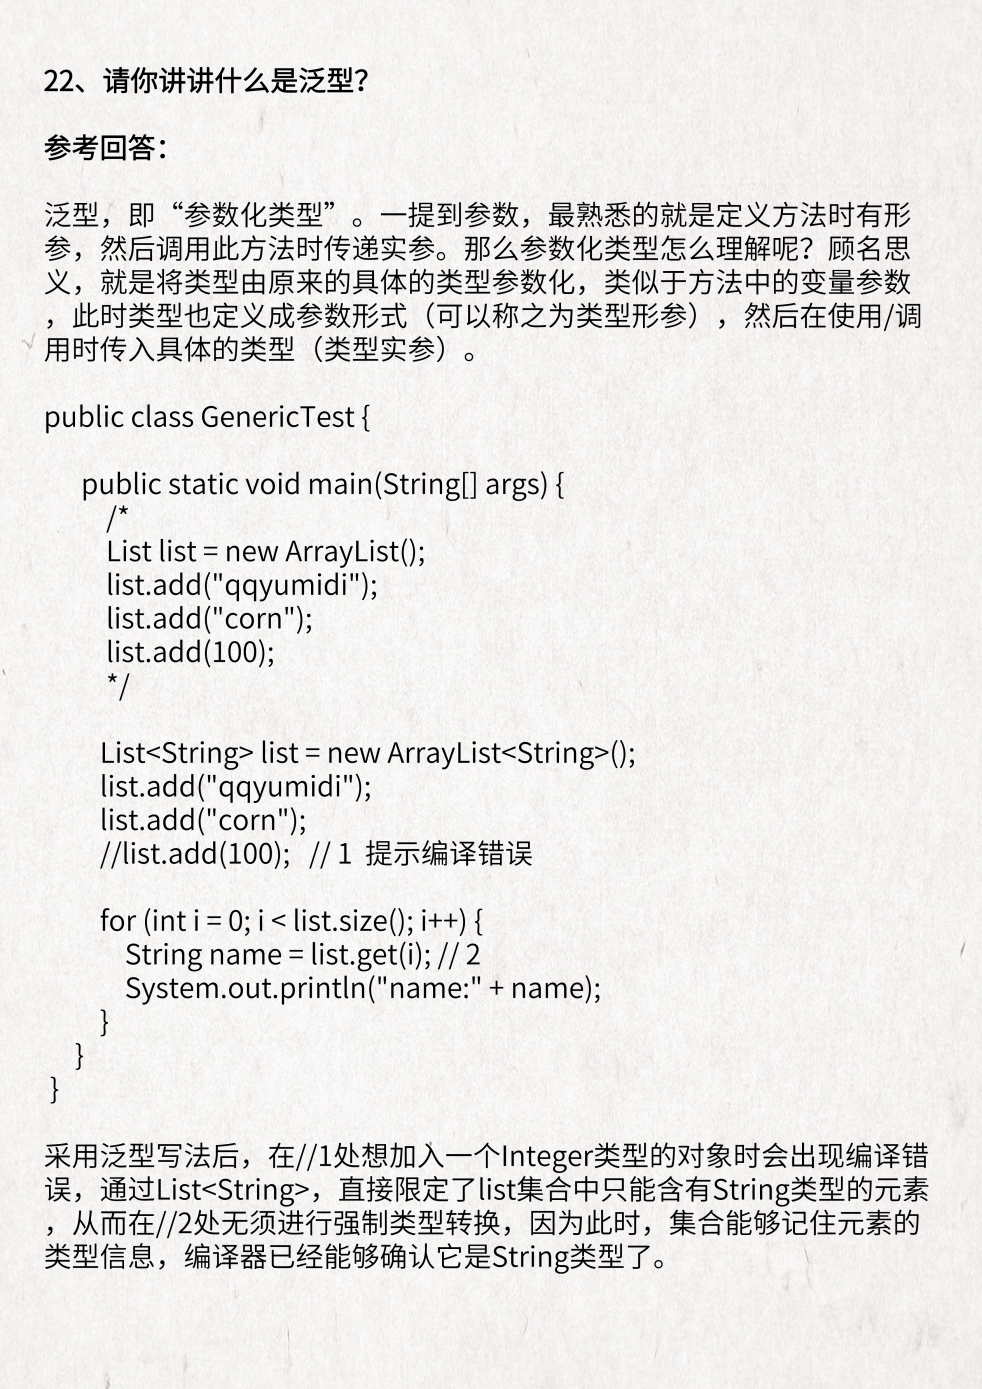 22、请你讲讲什么是泛型？
参考回答：
泛型，即“参数化类型”。一提到参数，最熟悉的就是定义方法时有形
参，然后调用此方法时传递实参。那么参数化类型怎么理解呢？顾名思
义，就是将类型由原来的具体的类型参数化，类似于方法中的变量参数
，此时类型也定义成参数形式（可以称之为类型形参），然后在使用/调
用时传入具体的类型（类型实参）。
public class GenericTest {
public static void main(String[] args) {
/*
List list = new ArrayList();
list.add("qqyumidi");
list.add("corn");
list.add(100);
*/
List<String> list = new ArrayList<String>();
list.add("qqyumidi");
list.add("corn");
//list.add(100);   // 1  提示编译错误
for (int i = 0; i < list.size(); i++) {
String name = list.get(i); // 2
System.out.println("name:" + name);
}
}
}
采用泛型写法后，在//1处想加入一个Integer类型的对象时会出现编译错
误，通过List<String>，直接限定了list集合中只能含有String类型的元素
，从而在//2处无须进行强制类型转换，因为此时，集合能够记住元素的
类型信息，编译器已经能够确认它是String类型了。